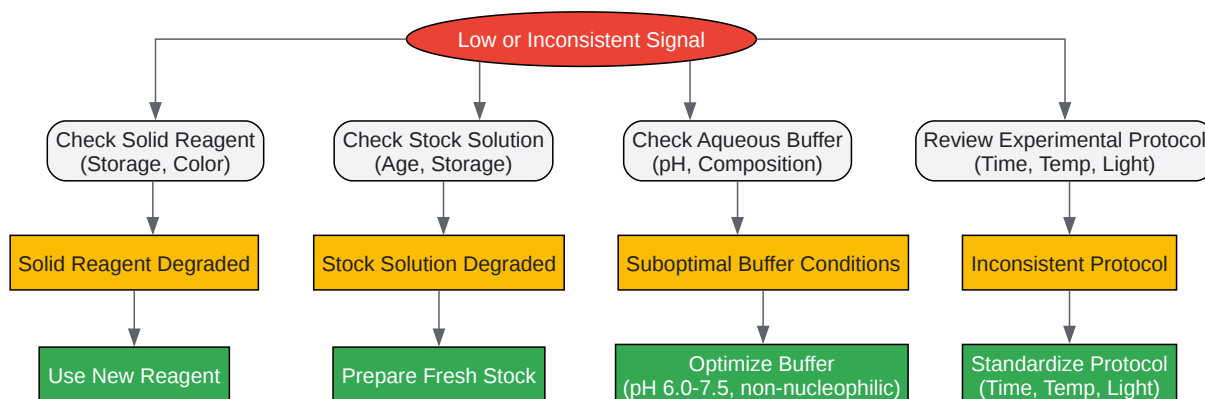 Low or Inconsistent Signal
Check Solid Reagent
(Storage, Color)
Check Stock Solution
(Age, Storage)
Check Aqueous Buffer
(pH, Composition)
Review Experimental Protocol
(Time, Temp, Light)
Solid Reagent Degraded
Stock Solution Degraded
Suboptimal Buffer Conditions
Inconsistent Protocol
Use New Reagent
Prepare Fresh Stock
Optimize Buffer
(pH 6.0-7.5, non-nucleophilic)
Standardize Protocol
(Time, Temp, Light)